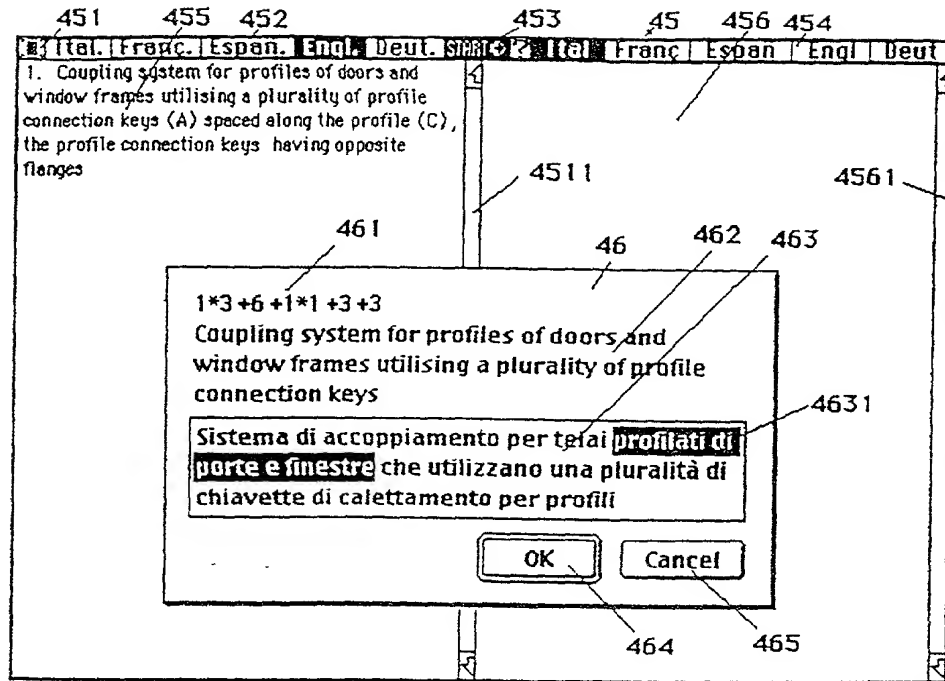 451 455 452 453 45 456 454
Ital. Franç. Españ. Engl. Deut. START ? Ital Franç Españ Engl Deut
1. Coupling system for profiles of doors and
window frames utilising a plurality of profile
connection keys (A) spaced along the profile (C),
the profile connection keys having opposite
flanges
4511
4561
461
46
462
463
1*3 +6 +1*1 +3 +3
Coupling system for profiles of doors and
window frames utilising a plurality of profile
connection keys
4631
Sistema di accoppiamento per telai profilati di
porte e finestre che utilizzano una pluralità di
chiavette di calettamento per profili
OK Cancel
464
465